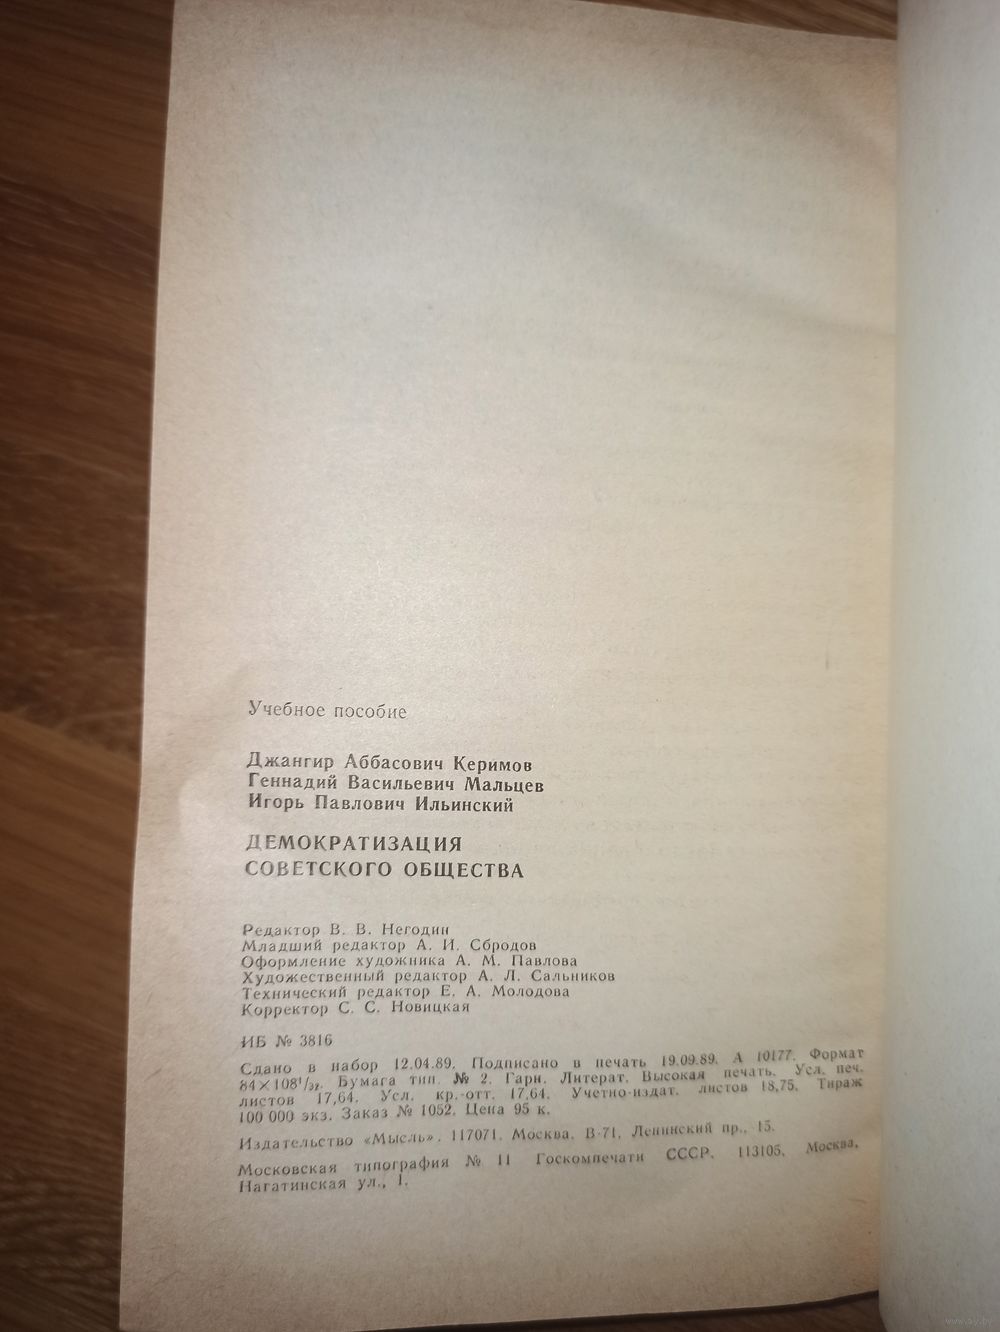 Учебное пособие
Джангир Аббасович Керимов
Геннадий Васильевич Мальцев
Игорь Павлович Ильинский
ДЕМОКРАТИЗАЦИЯ
СОВЕТСКОГО ОБЩЕСТВА
Редактор В. В. Негодин
Младший редактор А. И. Сбродов
Оформление художника А. М. Павлова
Художественный редактор А. Л. Сальников
Технический редактор Е. А. Молодова
Корректор С. С. Новицкая
ИБ № 3816
Сдано в набор 12.04.89. Подписано в печать 19.09.89. А 10177. Формат
84×108¹/₃₂. Бумага тип. № 2. Гарн. Литерат. Высокая печать. Усл. печ.
листов 17,64. Усл. кр.-отт. 17,64. Учетно-издат. листов 18,75. Тираж
100 000 экз. Заказ № 1052. Цена 95 к.
Издательство «Мысль». 117071. Москва. В-71, Ленинский пр., 15.
Московская типография № 11 Госкомпечати СССР. 113105, Москва,
Нагатинская ул., 1.
www.ay.by